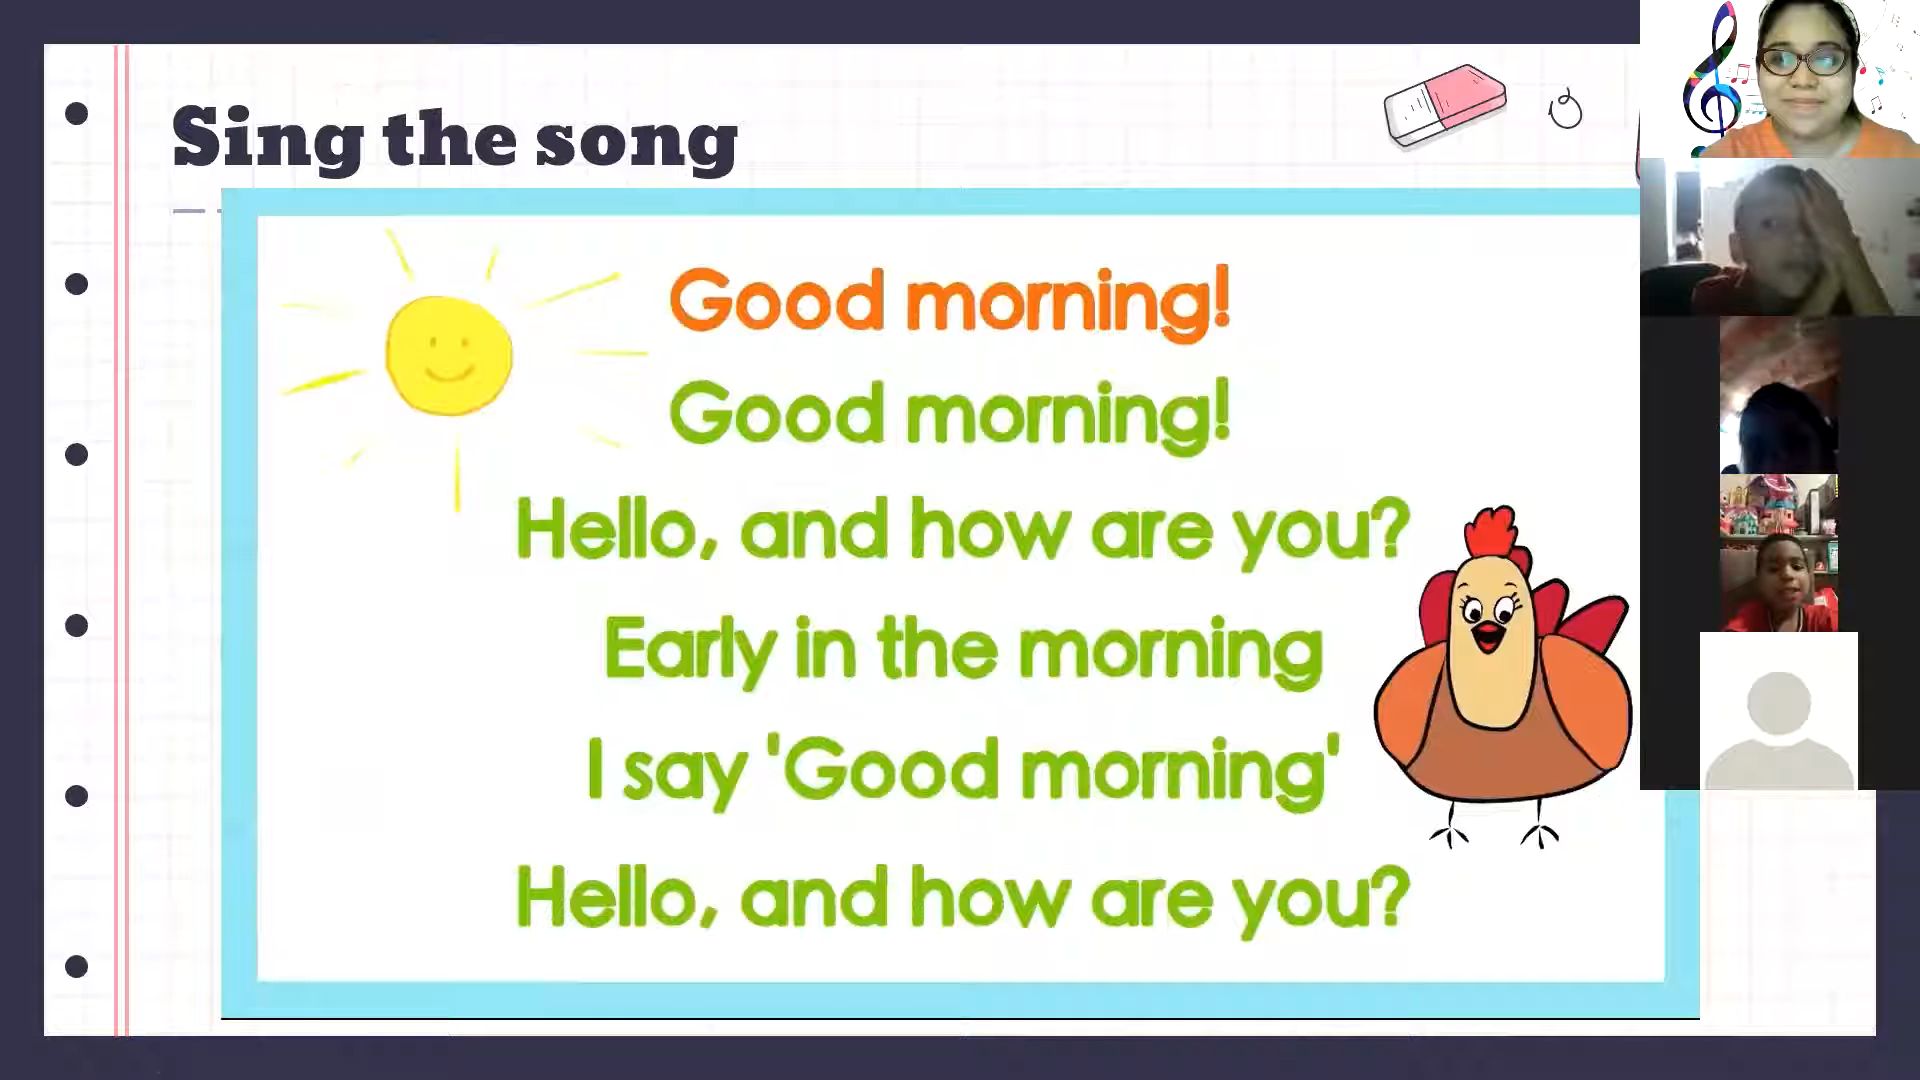 Sing the song
Good morning!
Good morning!
Hello, and how are you?
Early in the morning
I say 'Good morning'
Hello, and how are you?